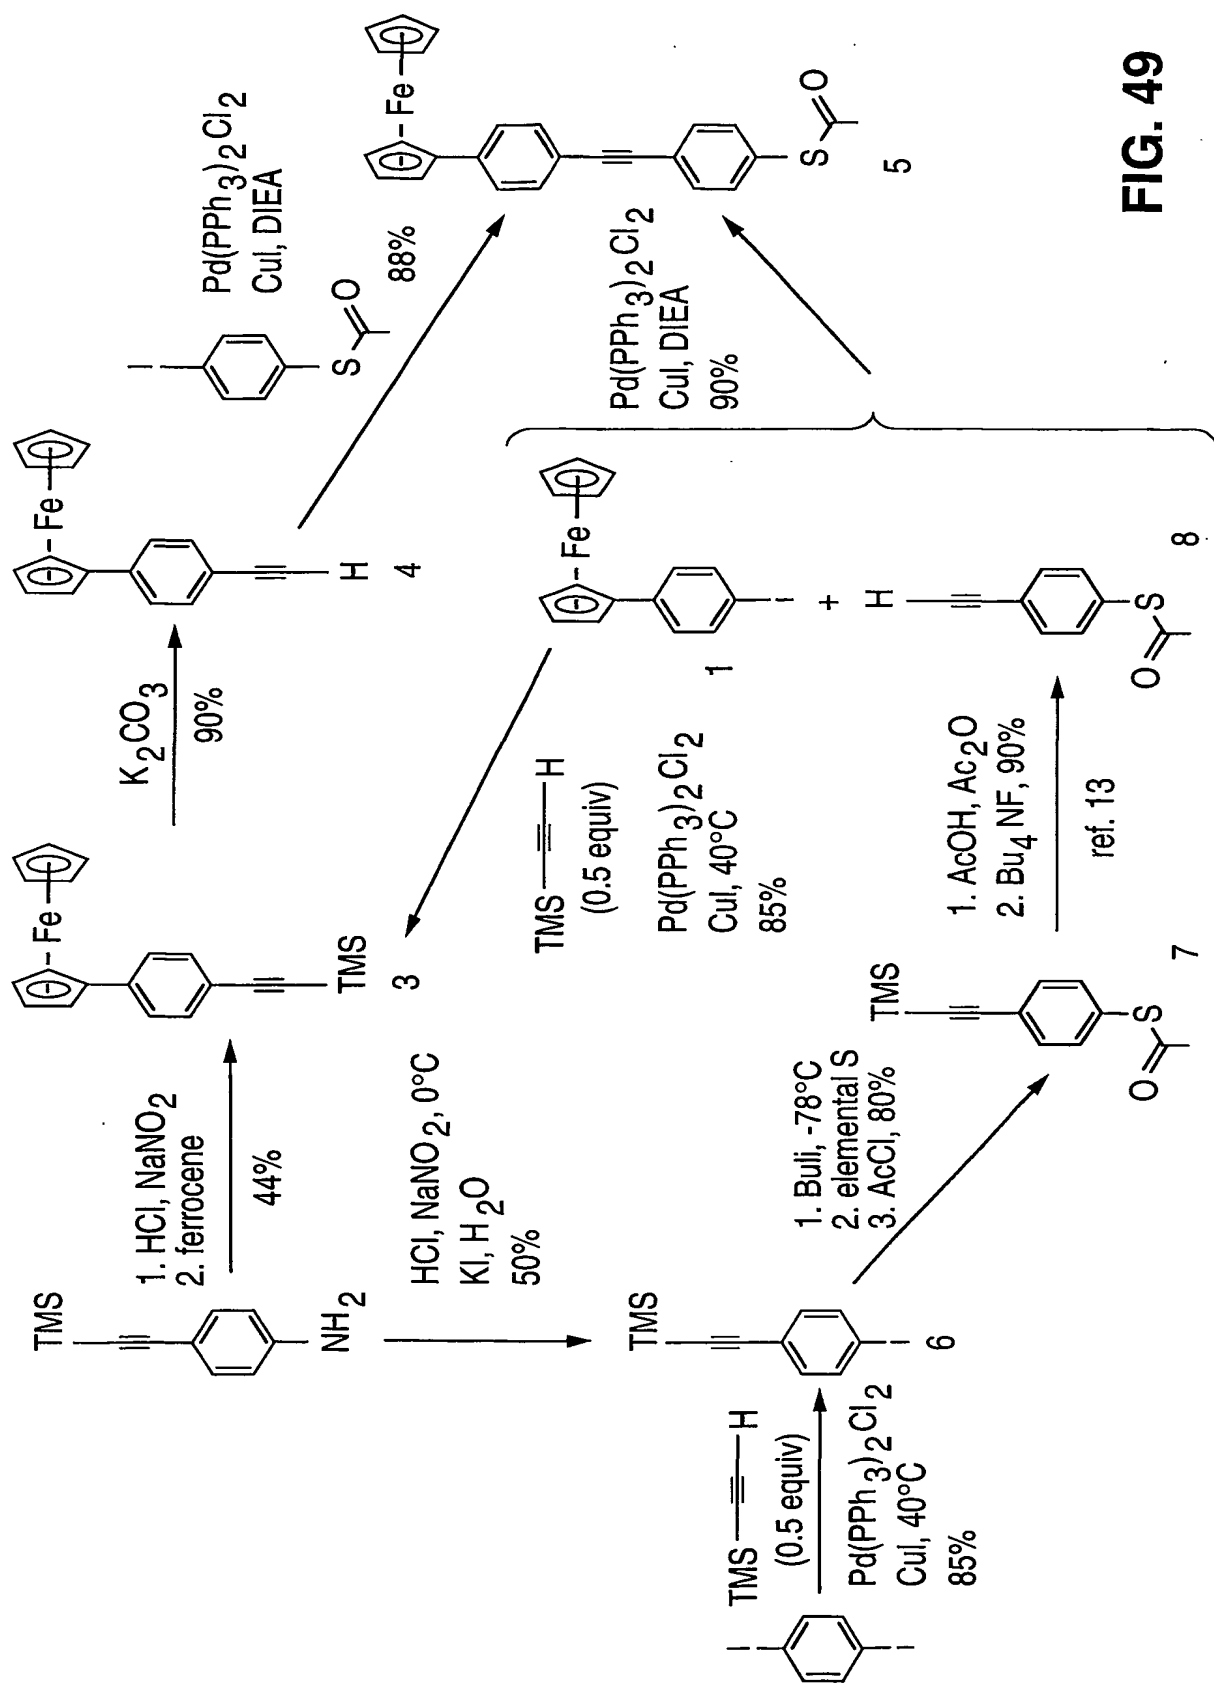 TMS
NH2
1. HCl, NaNO2
2. ferrocene
44%
Fe
TMS
3
K2CO3
90%
Fe
H
4
I
S
O
Pd(PPh3)2Cl2
CuI, DIEA
88%
Fe
S
O
5
HCl, NaNO2, 0°C
KI, H2O
50%
TMS
H
(0.5 equiv)
Pd(PPh3)2Cl2
CuI, 40°C
85%
Fe
I
1
+
H
S
O
8
Pd(PPh3)2Cl2
CuI, DIEA
90%
I
I
TMS
H
(0.5 equiv)
Pd(PPh3)2Cl2
CuI, 40°C
85%
TMS
I
6
1. Buli, -78°C
2. elemental S
3. AcCl, 80%
TMS
S
O
7
1. AcOH, Ac2O
2. Bu4NF, 90%
ref. 13
FIG. 49